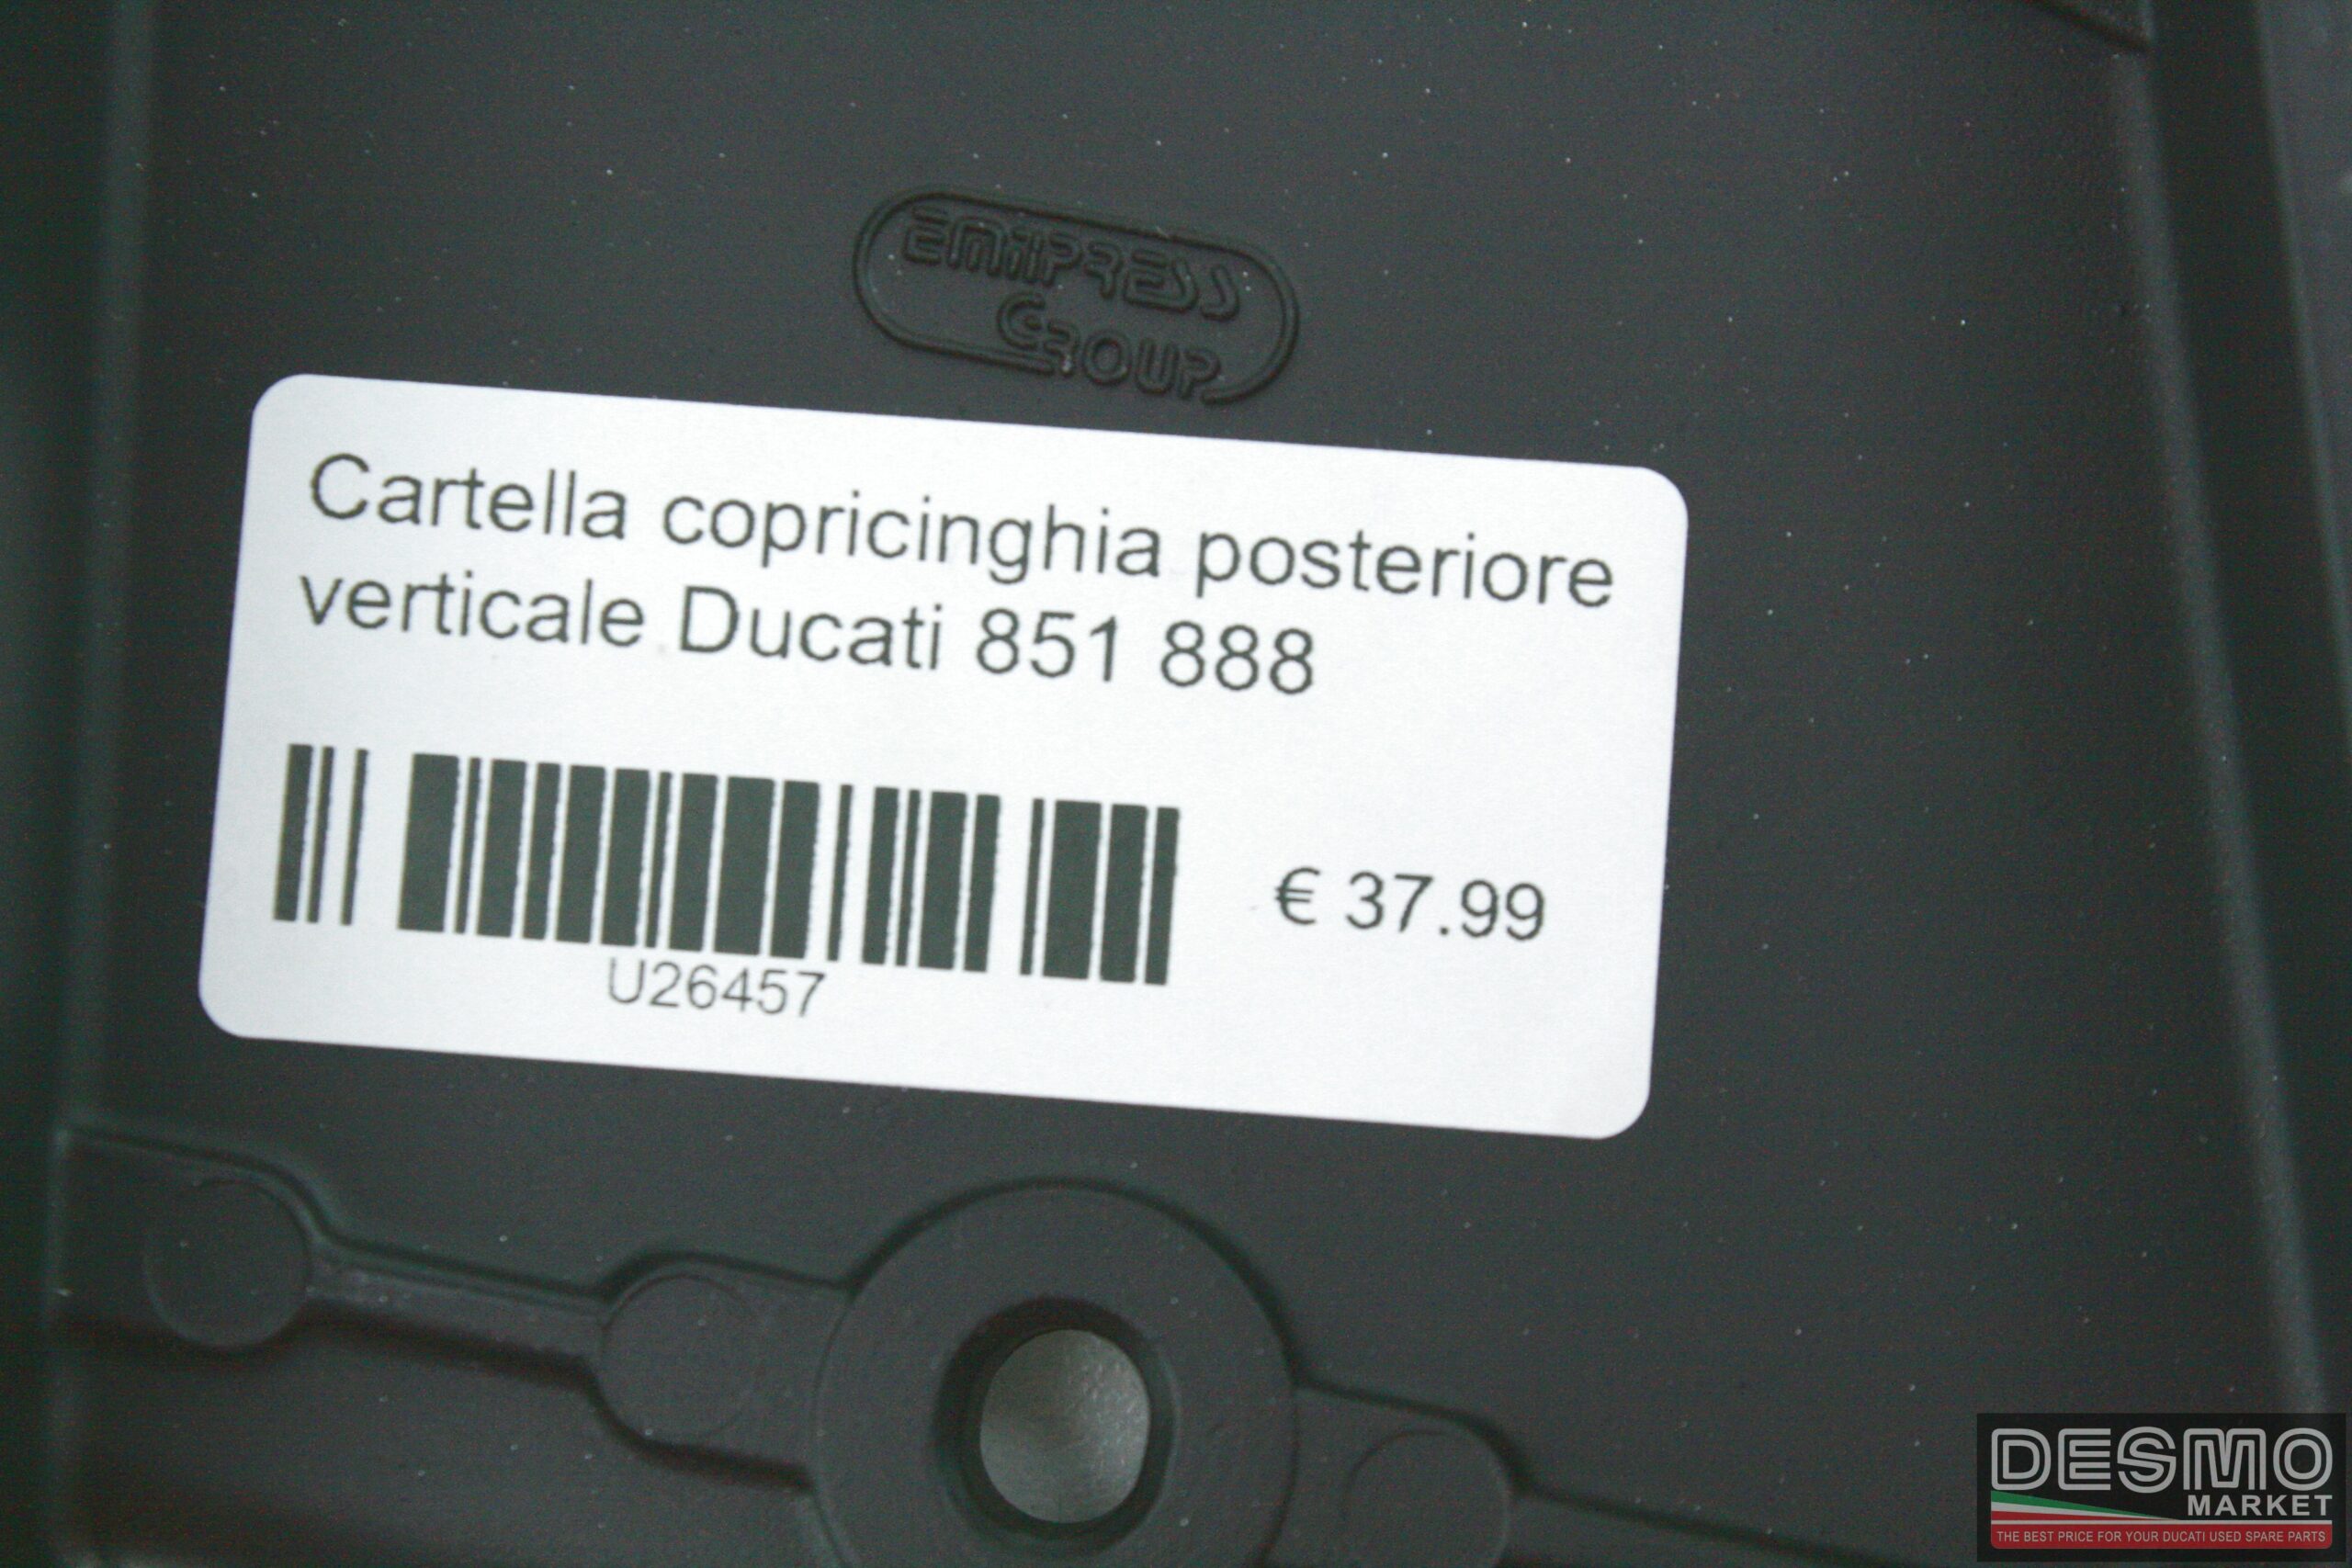 EMILPRESS
GROUP
Cartella copricinghia posteriore
verticale Ducati 851 888
U26457
€ 37.99
DESMO
MARKET
THE BEST PRICE FOR YOUR DUCATI USED SPARE PARTS